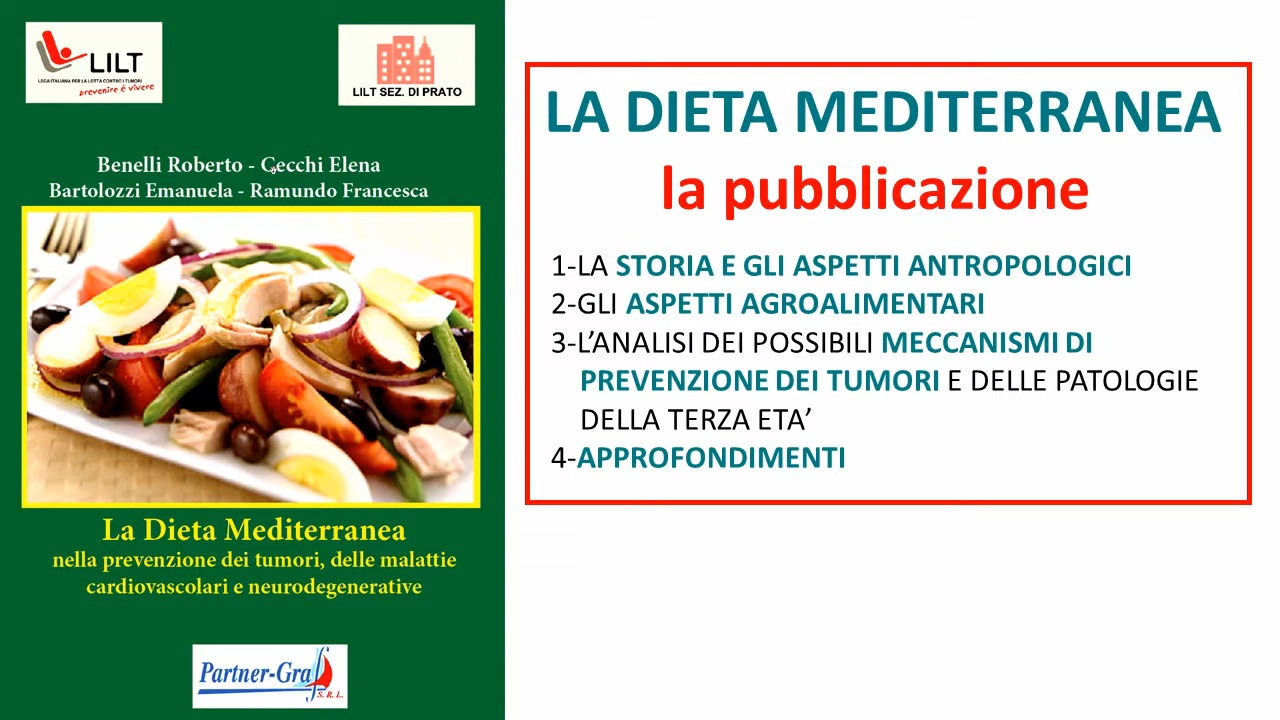 LILT
LEGA ITALIANA PER LA LOTTA CONTRO I TUMORI
prevenire è vivere
LILT SEZ. DI PRATO
Benelli Roberto - Cecchi Elena
Bartolozzi Emanuela - Ramundo Francesca
La Dieta Mediterranea
nella prevenzione dei tumori, delle malattie
cardiovascolari e neurodegenerative
Partner-Graf
S.R.L.
LA DIETA MEDITERRANEA
la pubblicazione
1-LA STORIA E GLI ASPETTI ANTROPOLOGICI
2-GLI ASPETTI AGROALIMENTARI
3-L’ANALISI DEI POSSIBILI MECCANISMI DI
PREVENZIONE DEI TUMORI E DELLE PATOLOGIE
DELLA TERZA ETA’
4-APPROFONDIMENTI